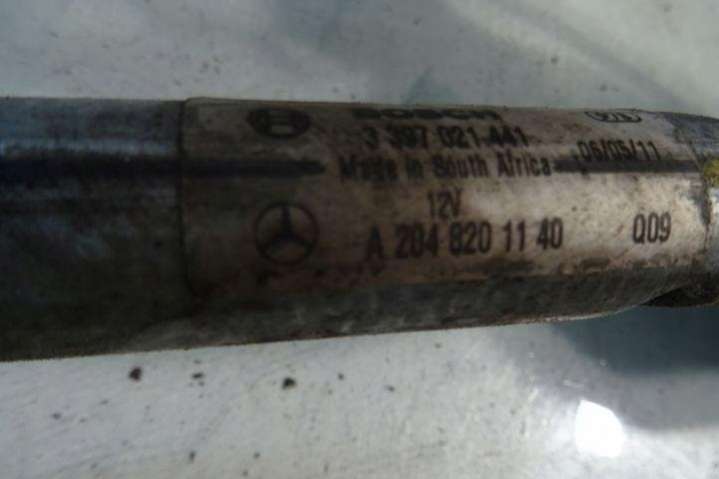 BOSCH
3 397 021 441 06/05/11
Made in South Africa
12V
A 204 820 11 40 Q09